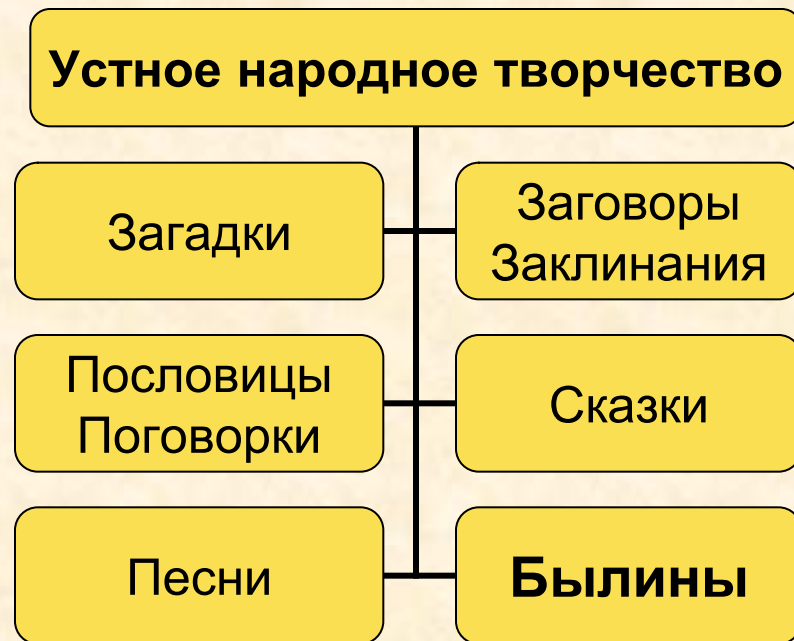 Устное народное творчество
Загадки
Заговоры
Заклинания
Пословицы
Поговорки
Сказки
Песни
Былины